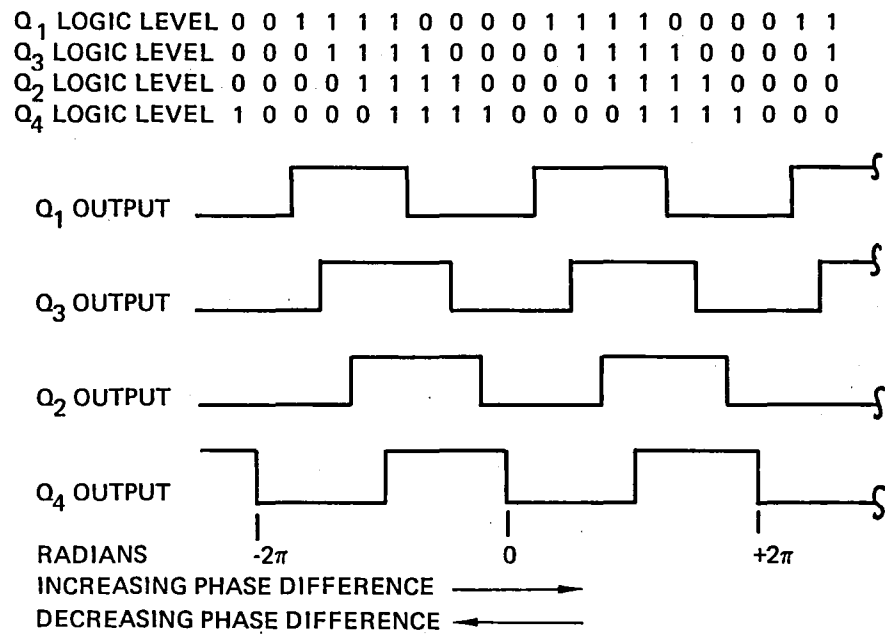 Q1 LOGIC LEVEL 0 0 1 1 1 1 0 0 0 0 1 1 1 1 0 0 0 0 1 1
Q3 LOGIC LEVEL 0 0 0 1 1 1 1 0 0 0 0 1 1 1 1 0 0 0 0 1
Q2 LOGIC LEVEL 0 0 0 0 1 1 1 1 0 0 0 0 1 1 1 1 0 0 0 0
Q4 LOGIC LEVEL 1 0 0 0 0 1 1 1 1 0 0 0 0 1 1 1 1 0 0 0
Q1 OUTPUT
Q3 OUTPUT
Q2 OUTPUT
Q4 OUTPUT
RADIANS -2π 0 +2π
INCREASING PHASE DIFFERENCE
DECREASING PHASE DIFFERENCE